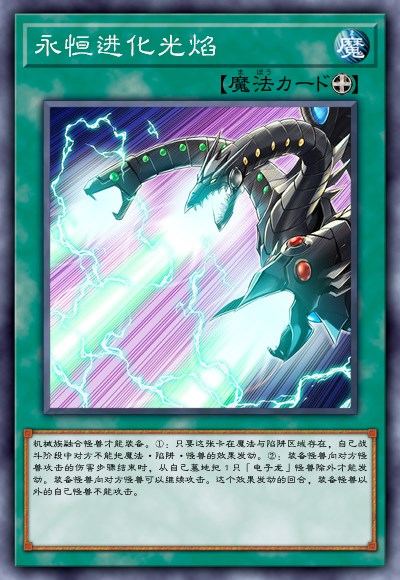 永恒进化光焰
魔
【魔法カード】
まほう
机械族融合怪兽才能装备。①：只要这张卡在魔法与陷阱区域存在，自己战
斗阶段中对方不能把魔法·陷阱·怪兽的效果发动。②：装备怪兽向对方怪
兽攻击的伤害步骤结束时，从自己墓地把1只「电子龙」怪兽除外才能发
动。装备怪兽向对方怪兽可以继续攻击。这个效果发动的回合，装备怪兽以
外的自己怪兽不能攻击。